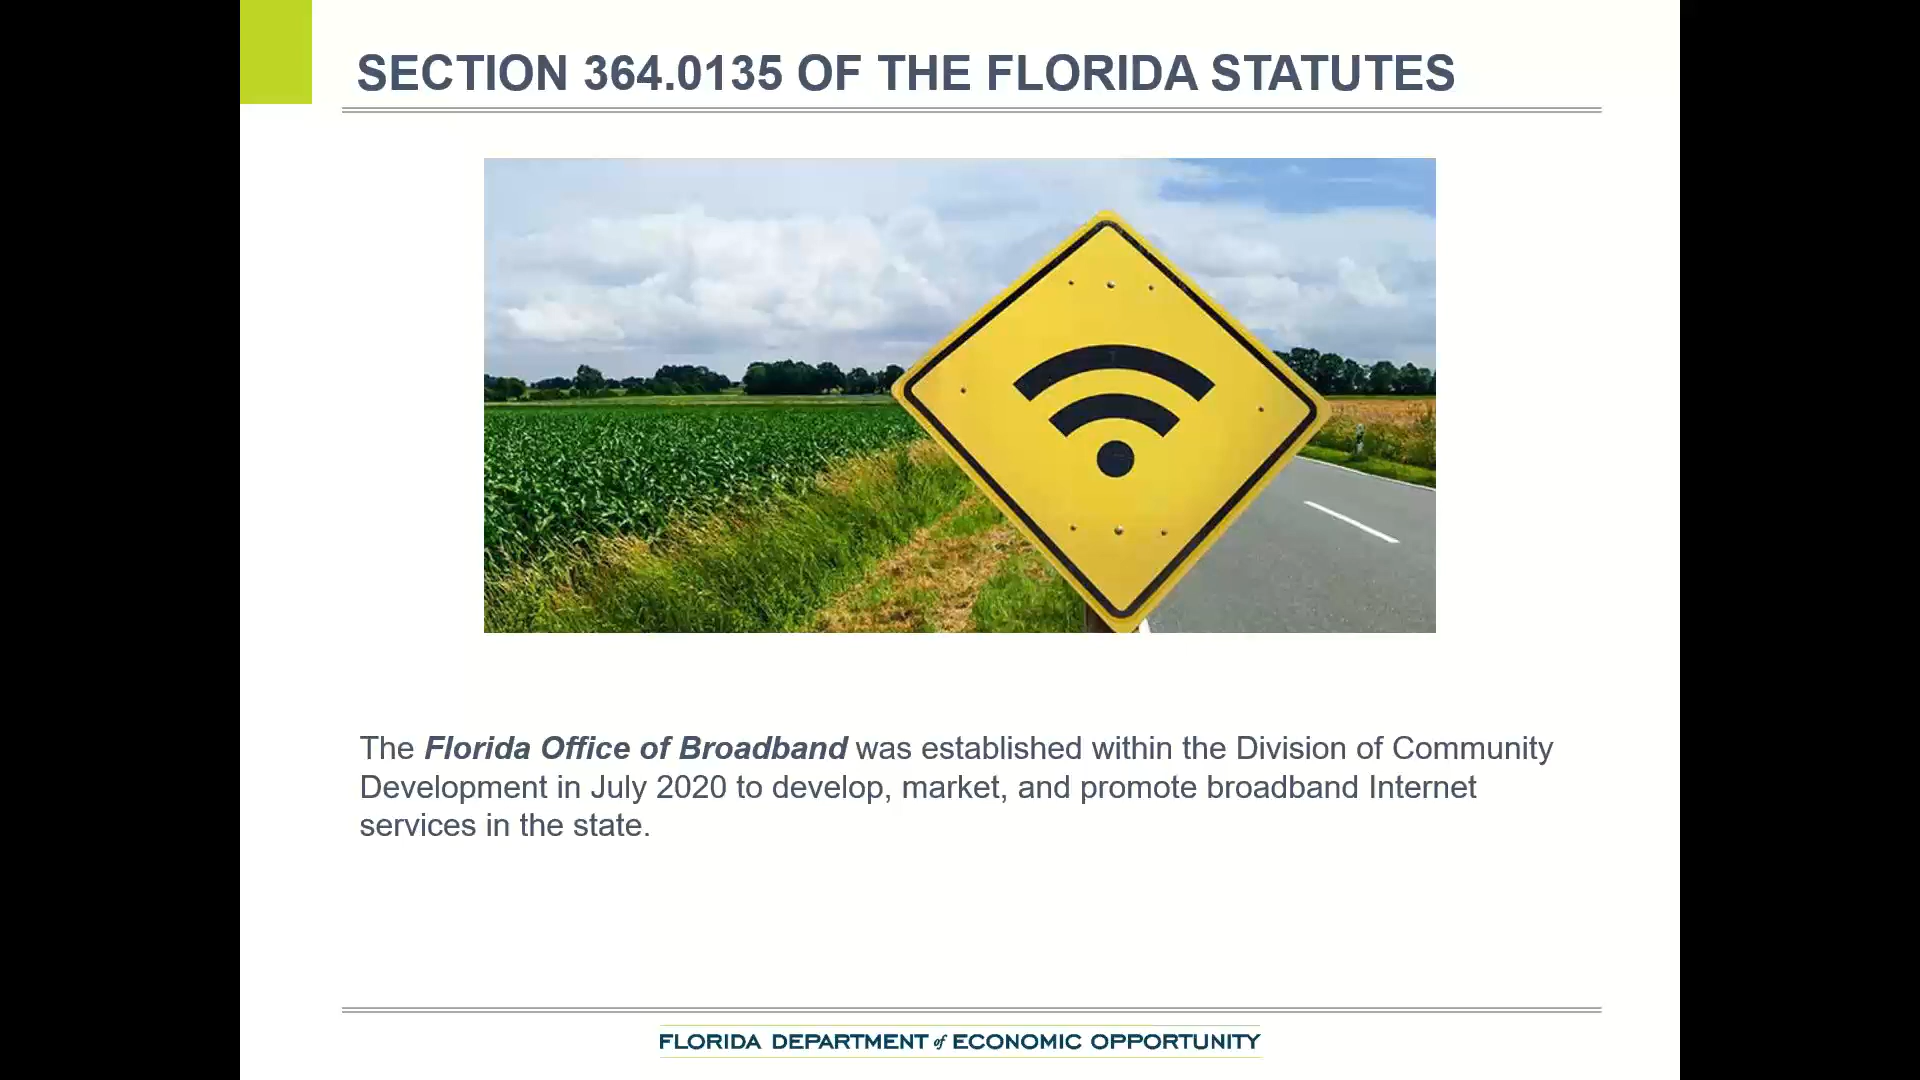 SECTION 364.0135 OF THE FLORIDA STATUTES
The Florida Office of Broadband was established within the Division of Community
Development in July 2020 to develop, market, and promote broadband Internet
services in the state.
FLORIDA DEPARTMENT of ECONOMIC OPPORTUNITY